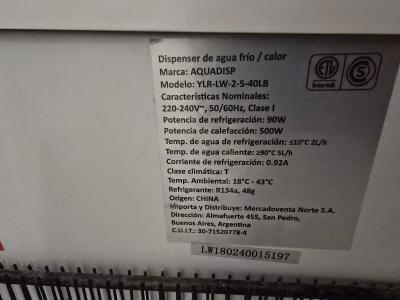 Dispenser de agua frío / calor
Marca: AQUADISP
Modelo: YLR-LW-2-5-40LB
Características Nominales:
220-240V~, 50/60Hz, Clase I
Potencia de refrigeración: 90W
Potencia de calefacción: 500W
Temp. de agua de refrigeración: ≤10°C 2L/h
Temp. de agua caliente: ≥90°C 5L/h
Corriente de refrigeración: 0.92A
Clase climática: T
Temp. Ambiental: 18°C - 43°C
Refrigerante: R134a, 48g
Origen: CHINA
Importa y Distribuye: Mercadoventa Norte S.A.
Dirección: Almafuerte 455, San Pedro,
Buenos Aires, Argentina
C.U.I.T.: 30-71520778-4
ETL
Intertek
S
LW180240015197